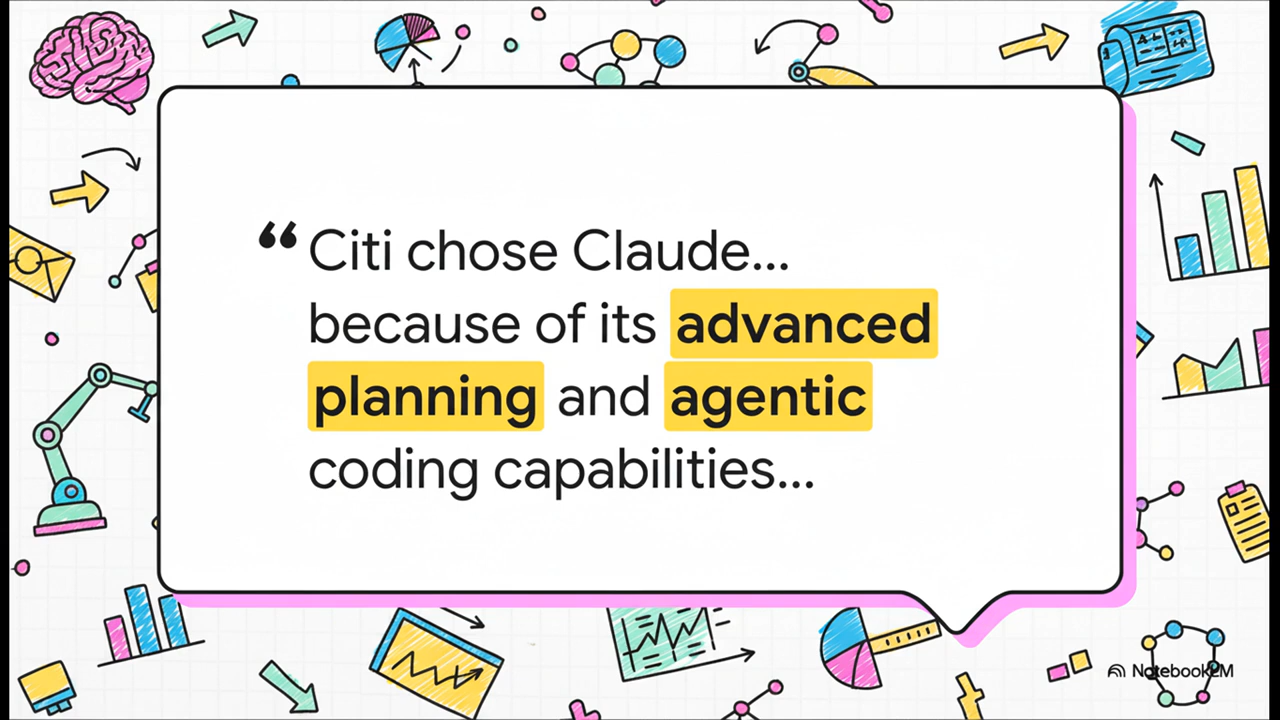 “Citi chose Claude...
because of its advanced
planning and agentic
coding capabilities...
NotebookLM